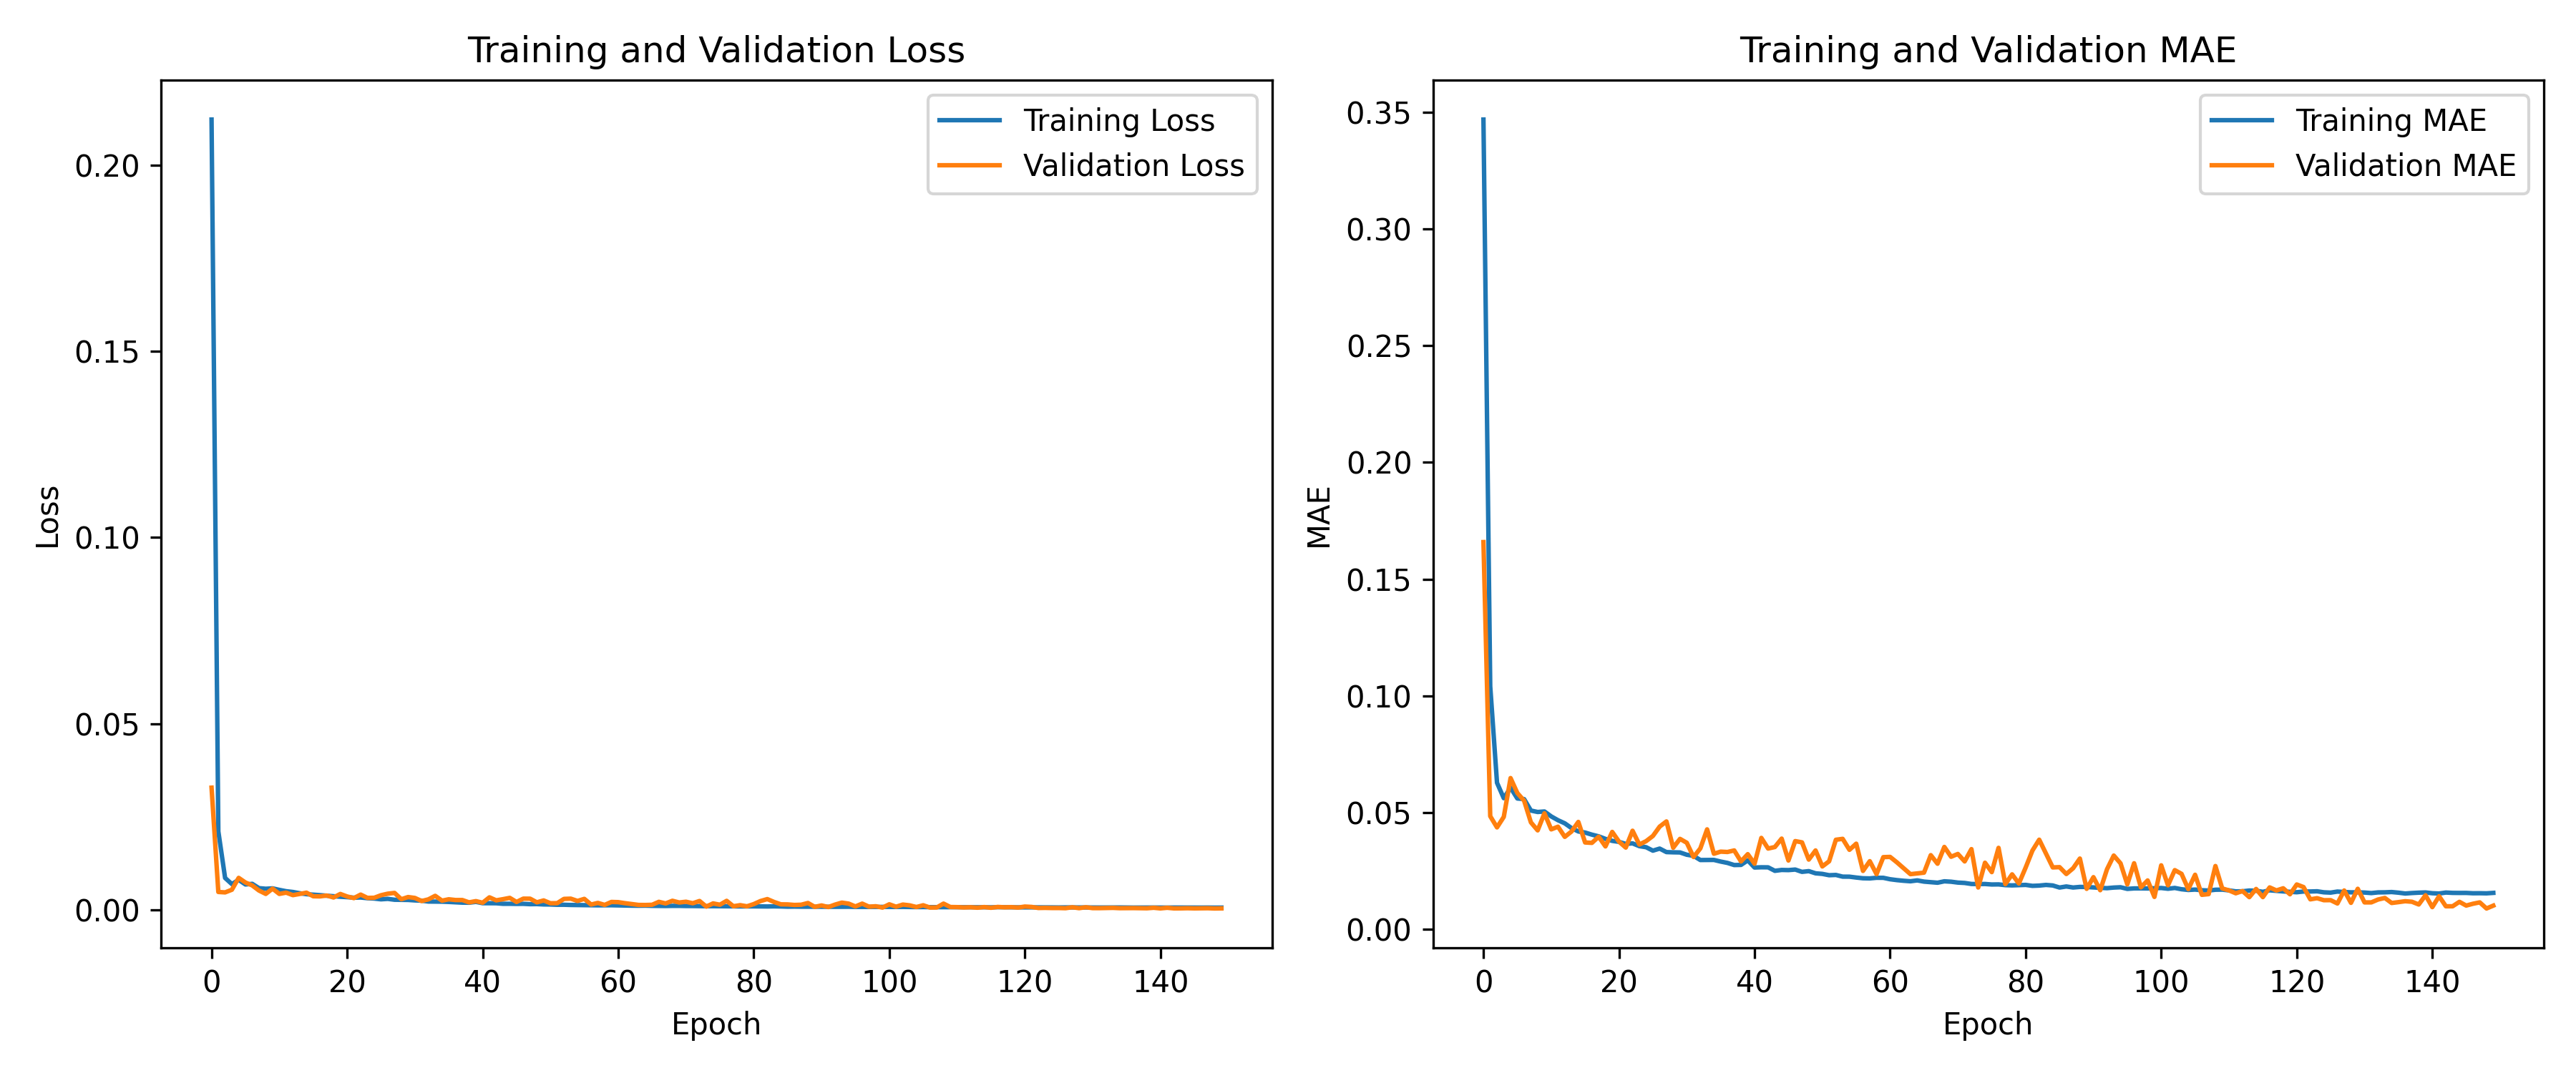 Training and Validation Loss
Training Loss
Validation Loss
0.20
0.15
0.10
0.05
0.00
Loss
0 20 40 60 80 100 120 140
Epoch
Training and Validation MAE
Training MAE
Validation MAE
0.35
0.30
0.25
0.20
0.15
0.10
0.05
0.00
MAE
0 20 40 60 80 100 120 140
Epoch